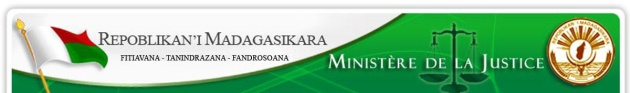 REPOBLIKAN'I MADAGASIKARA
FITIAVANA - TANINDRAZANA - FANDROSOANA
MINISTÈRE DE LA JUSTICE